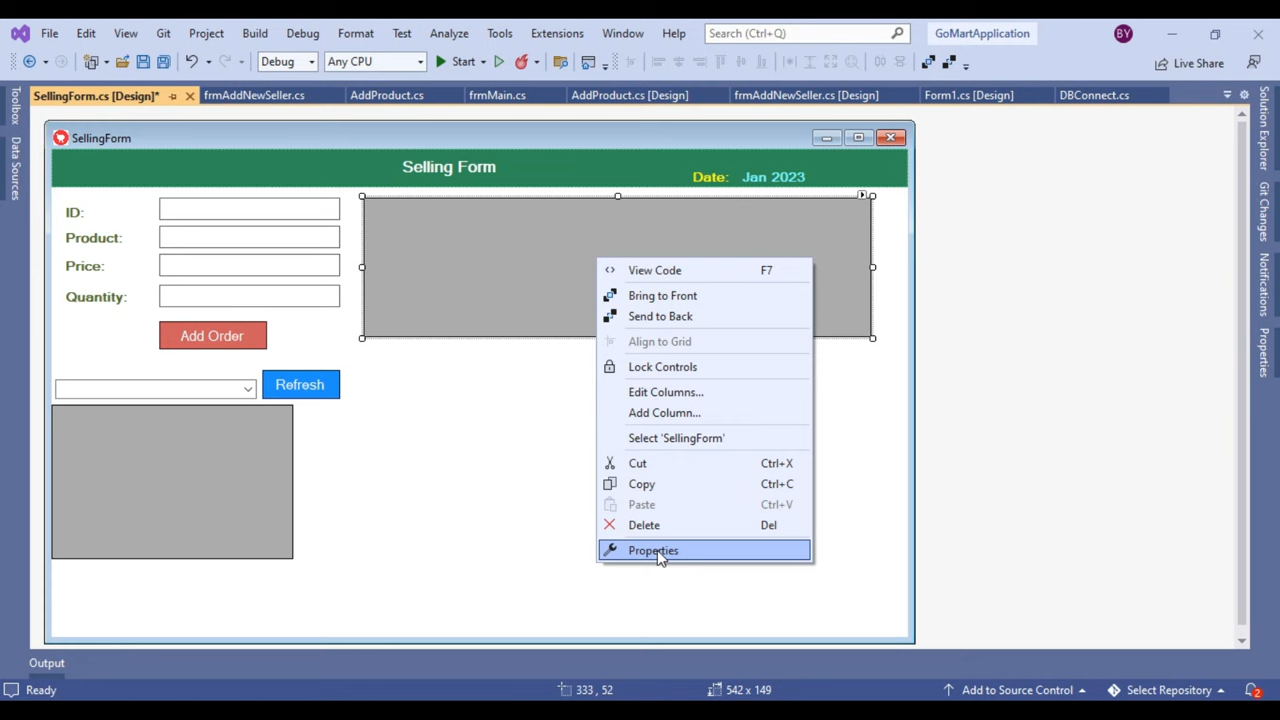 File Edit View Git Project Build Debug Format Test Analyze Tools Extensions Window Help Search (Ctrl+Q) GoMartApplication BY
Debug Any CPU Start Live Share
SellingForm.cs [Design]* frmAddNewSeller.cs AddProduct.cs frmMain.cs AddProduct.cs [Design] frmAddNewSeller.cs [Design] Form1.cs [Design] DBConnect.cs
Toolbox
Data Sources
Solution Explorer
Git Changes
Notifications
Properties
SellingForm
Selling Form
Date: Jan 2023
ID:
Product:
Price:
Quantity:
Add Order
Refresh
View Code F7
Bring to Front
Send to Back
Align to Grid
Lock Controls
Edit Columns...
Add Column...
Select 'SellingForm'
Cut Ctrl+X
Copy Ctrl+C
Paste Ctrl+V
Delete Del
Properties
Output
Ready 333 , 52 542 x 149 Add to Source Control Select Repository 2